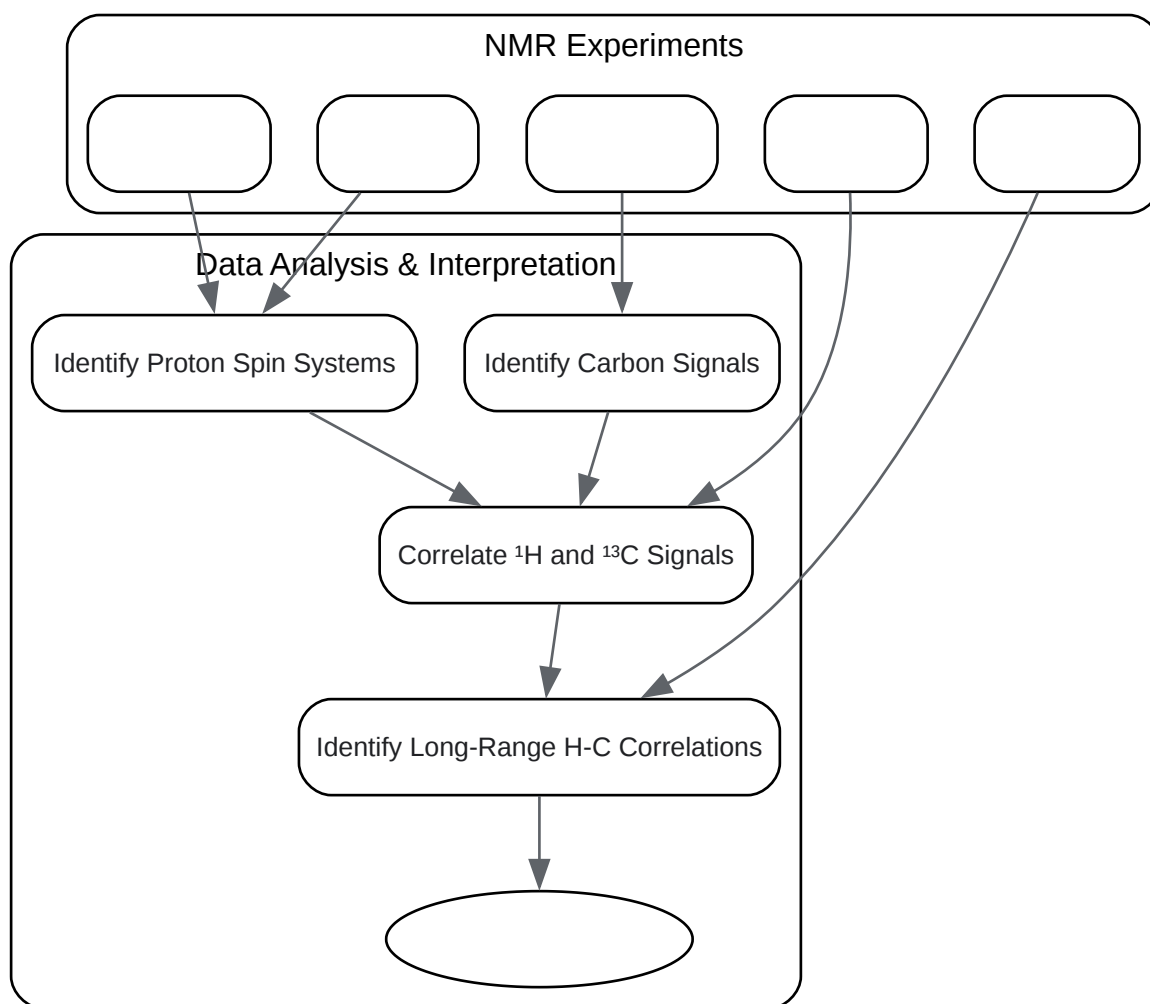 NMR Experiments
Data Analysis & Interpretation
Identify Proton Spin Systems
Identify Carbon Signals
Correlate ¹H and ¹³C Signals
Identify Long-Range H-C Correlations